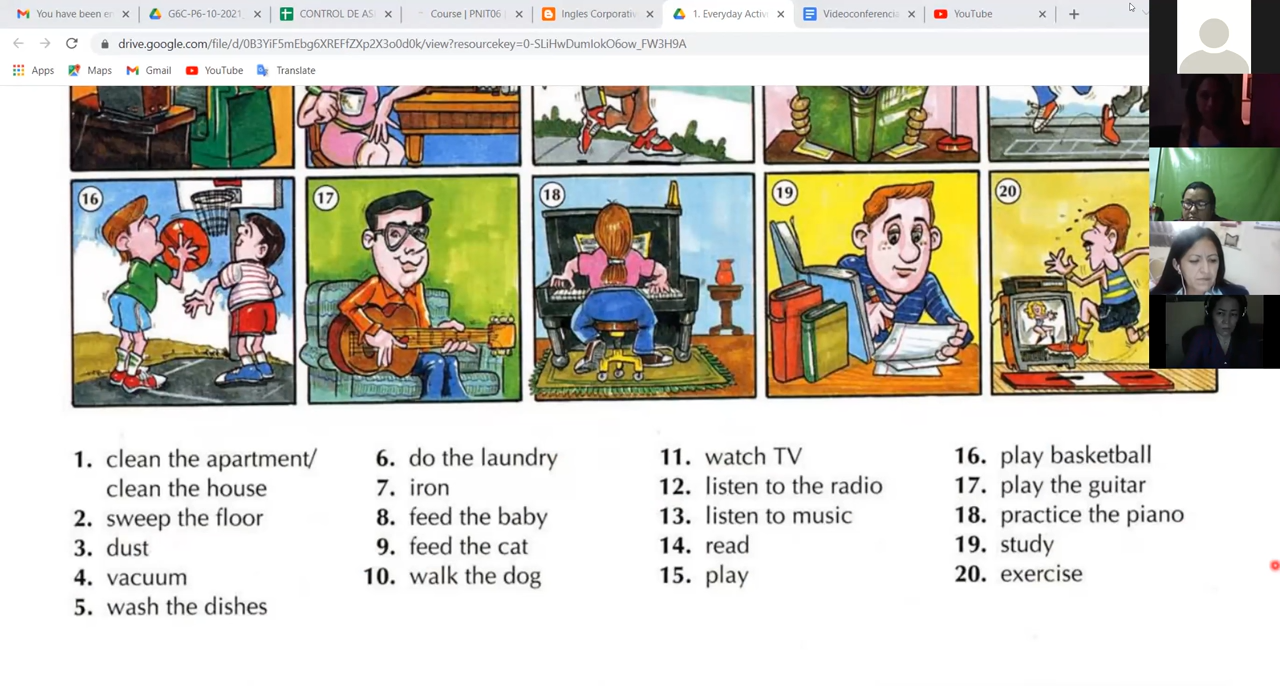 You have been er
G6C-P6-10-2021_
CONTROL DE AS
Course | PNIT06 |
Ingles Corporativ
1. Everyday Activi
Videoconferencia
YouTube
drive.google.com/file/d/0B3YiF5mEbg6XREFfZXp2X3o0d0k/view?resourcekey=0-SLiHwDumIokO6ow_FW3H9A
Apps
Maps
Gmail
YouTube
Translate
16
17
18
19
20
1. clean the apartment/
clean the house
2. sweep the floor
3. dust
4. vacuum
5. wash the dishes
6. do the laundry
7. iron
8. feed the baby
9. feed the cat
10. walk the dog
11. watch TV
12. listen to the radio
13. listen to music
14. read
15. play
16. play basketball
17. play the guitar
18. practice the piano
19. study
20. exercise